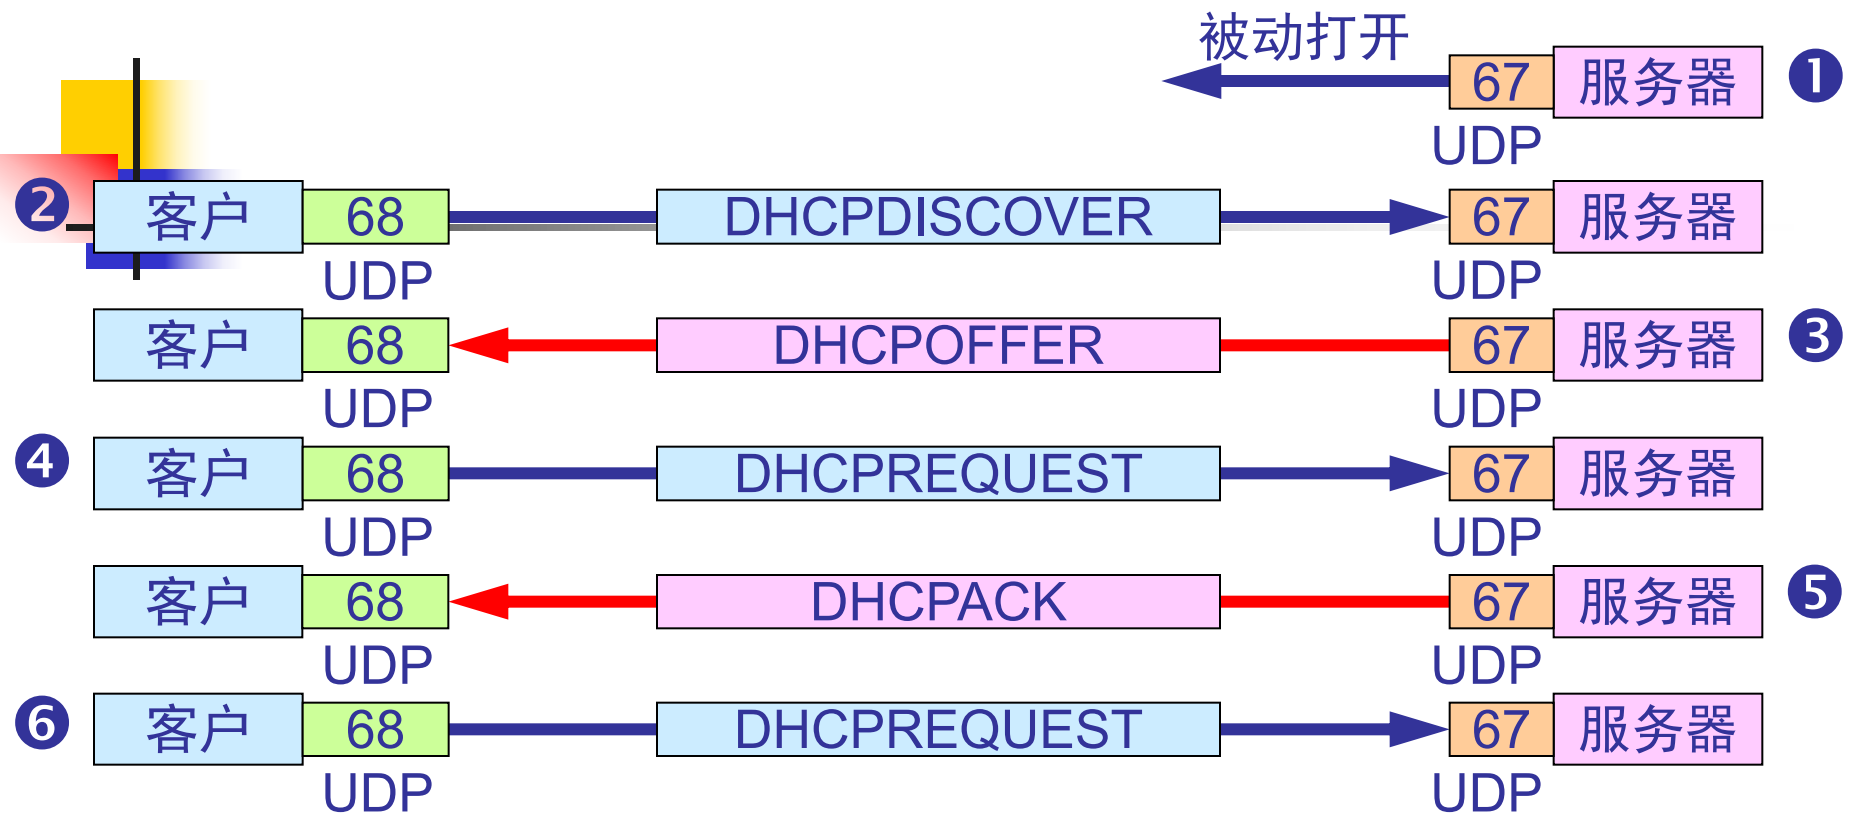 被动打开
67 服务器 ❶
UDP
❷ 客户 68 DHCPDISCOVER 67 服务器
UDP UDP
客户 68 DHCPOFFER 67 服务器 ❸
UDP UDP
❹ 客户 68 DHCPREQUEST 67 服务器
UDP UDP
客户 68 DHCPACK 67 服务器 ❺
UDP UDP
❻ 客户 68 DHCPREQUEST 67 服务器
UDP UDP